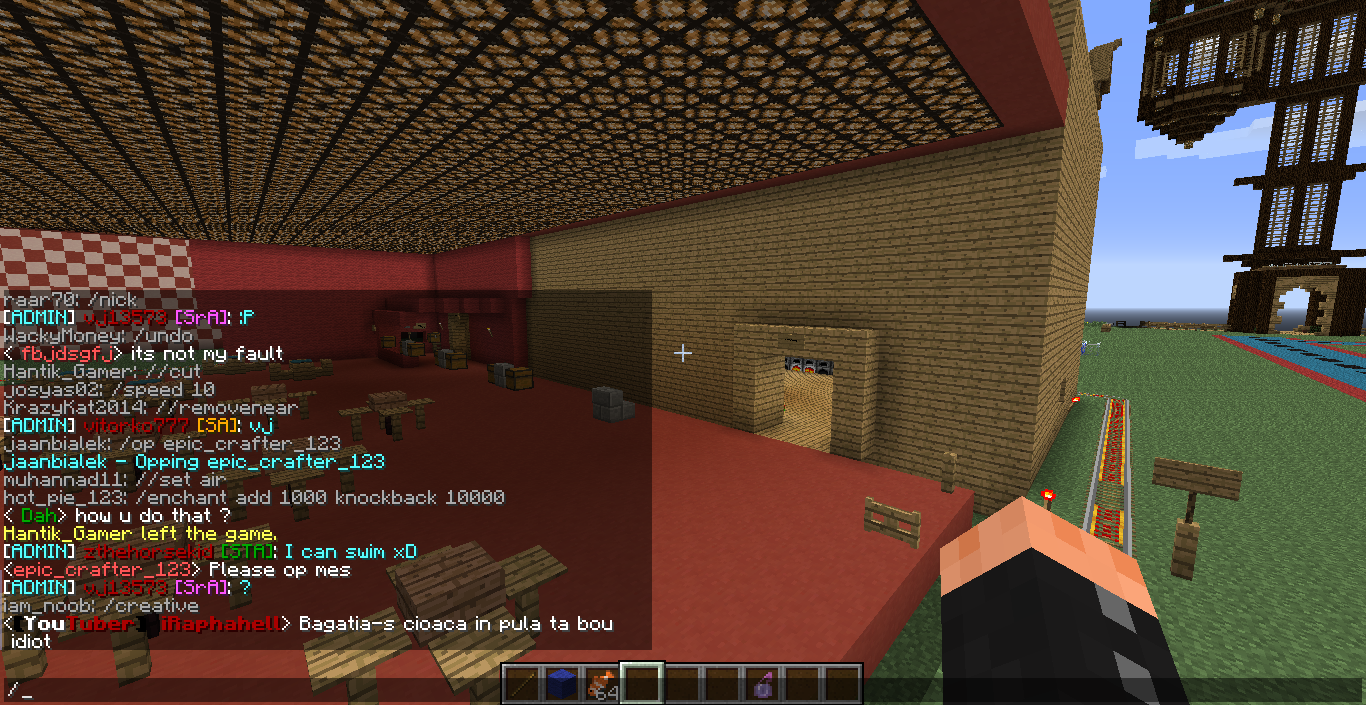 naar70: /nick
[ADMIN] vj13573 [SrA]: :P
WackyMoney: /undo
< fbjdsgfj> its not my fault
Hantik_Gamer: //cut
josyas02: /speed 10
KrazyKat2014: //removenear
[ADMIN] vitorko777 [SA]: vj
jaanbialek: /op epic_crafter_123
jaanbialek - Opping epic_crafter_123
muhannad11: //set air
hot_pie_123: /enchant add 1000 knockback 10000
< Dah> how u do that ?
Hantik_Gamer left the game.
[ADMIN] zthehorsekid [STA]: I can swim xD
<epic_crafter_123> Please op mes
[ADMIN] vj13573 [SrA]: ?
iam_noob: /creative
<[YouTuber] iRaphahell> Bagatia-s cioaca in pula ta bou
idiot
64
/_